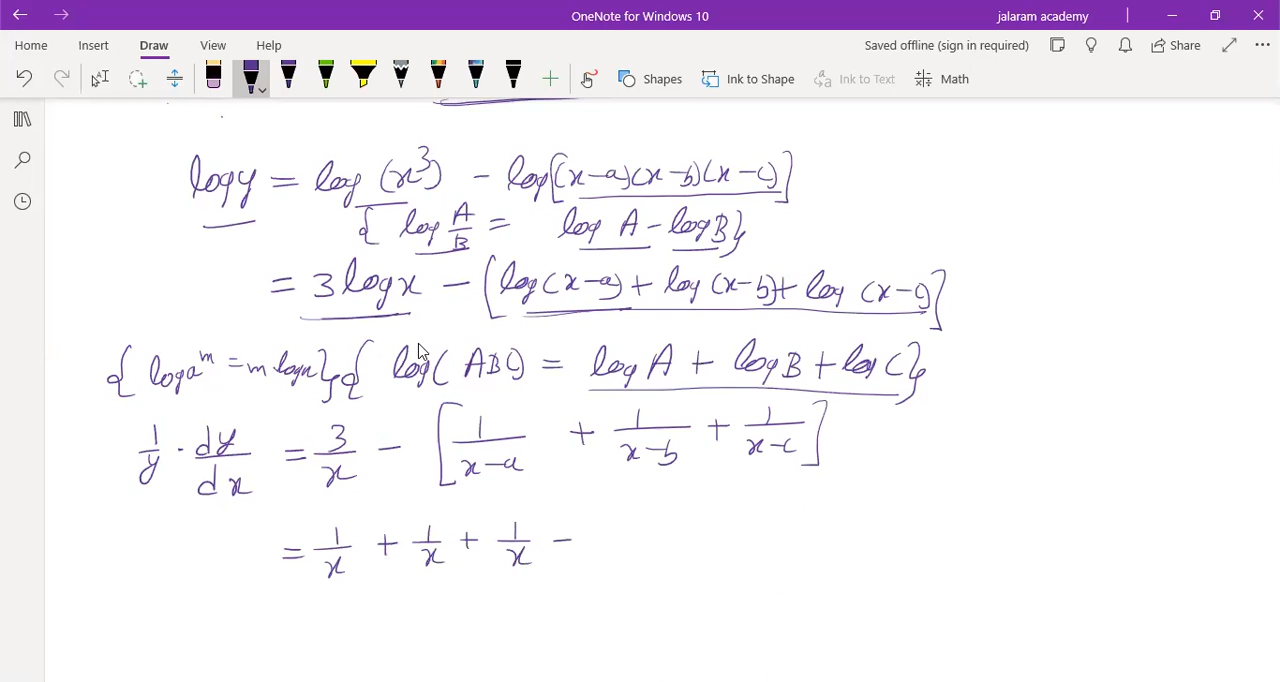 OneNote for Windows 10
jalaram academy
Home Insert Draw View Help
Saved offline (sign in required) Share
Shapes Ink to Shape Ink to Text Math
log y = log (x³) - log[(x-a)(x-b)(x-c)]
{ log A/B = log A - log B}
= 3 log x - [log(x-a) + log (x-b) + log (x-c)]
{ log a^m = m log a} { log( ABC) = log A + log B + log C}
1/y · dy/dx = 3/x - [1/(x-a) + 1/(x-b) + 1/(x-c)]
= 1/x + 1/x + 1/x -